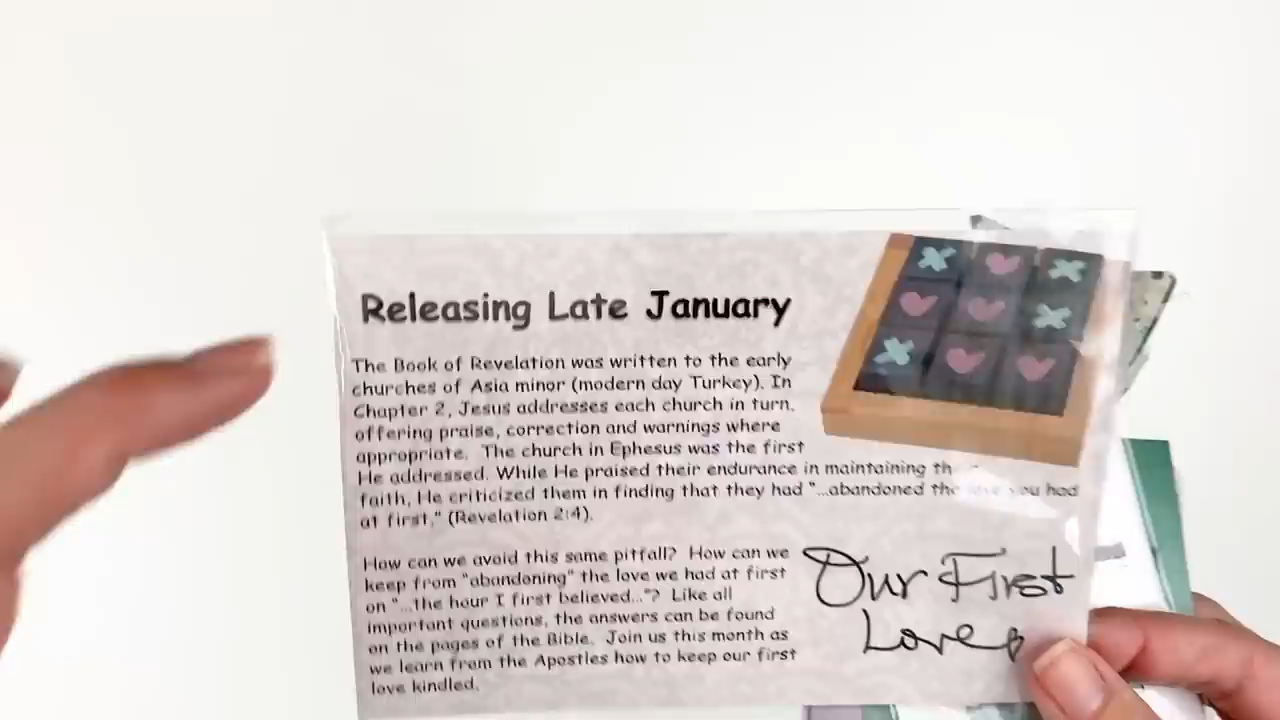 Releasing Late January
The Book of Revelation was written to the early
churches of Asia minor (modern day Turkey). In
Chapter 2, Jesus addresses each church in turn,
offering praise, correction and warnings where
appropriate. The church in Ephesus was the first
He addressed. While He praised their endurance in maintaining
faith, He criticized them in finding that they had "...abandoned the love you had
at first." (Revelation 2:4).
How can we avoid this same pitfall? How can we
keep from "abandoning" the love we had at first
on "...the hour I first believed..."? Like all
important questions, the answers can be found
on the pages of the Bible. Join us this month as
we learn from the Apostles how to keep our first
love kindled.
Our First
Love